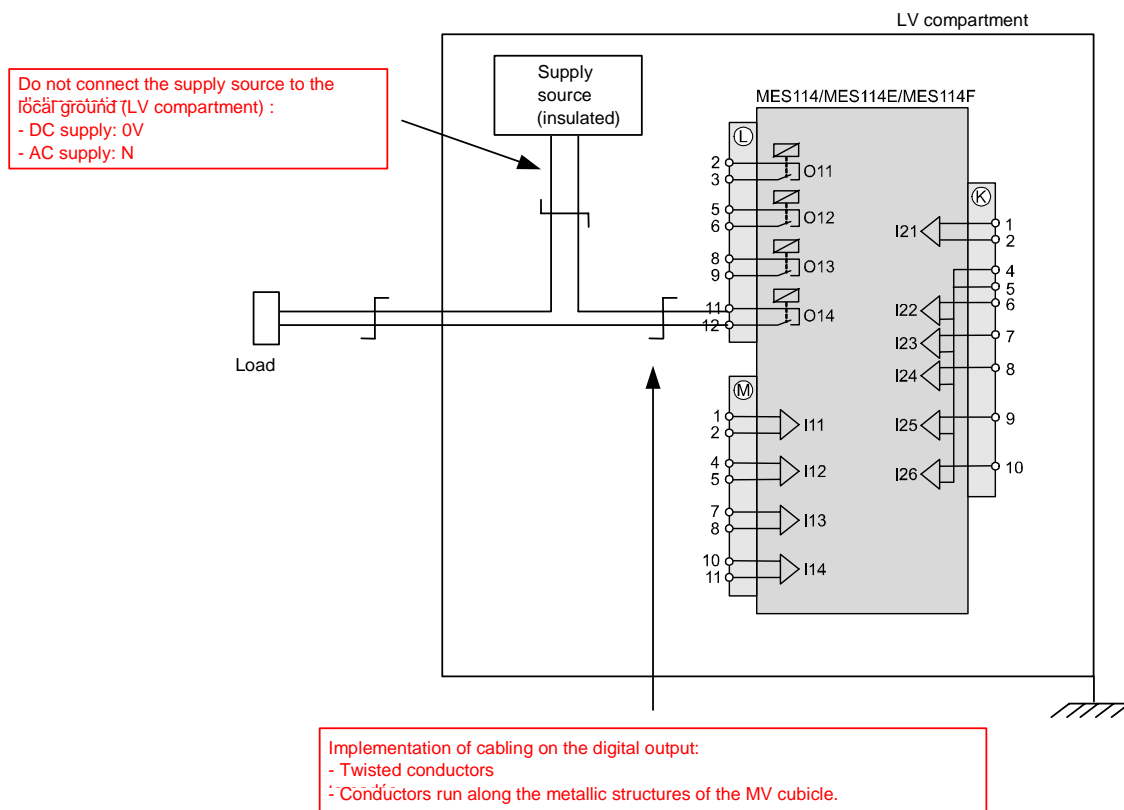 LV compartment
Do not connect the supply source to the
local ground (LV compartment) :
- DC supply: 0V
- AC supply: N
Supply
source
(insulated)
MES114/MES114E/MES114F
L
2
3
O11
5
6
O12
8
9
O13
11
12
O14
K
I21
1
2
4
5
6
I22
7
I23
8
I24
9
I25
10
I26
Load
M
1
2
I11
4
5
I12
7
8
I13
10
11
I14
Implementation of cabling on the digital output:
- Twisted conductors
- Conductors run along the metallic structures of the MV cubicle.